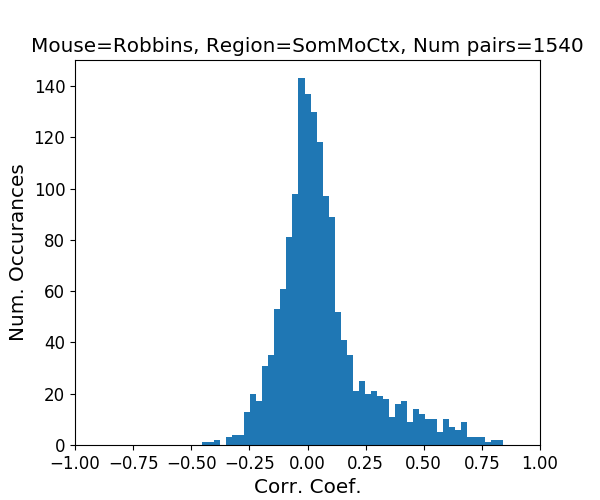 Mouse=Robbins, Region=SomMoCtx, Num pairs=1540
Num. Occurances
140
120
100
80
60
40
20
0
−1.00 −0.75 −0.50 −0.25 0.00 0.25 0.50 0.75 1.00
Corr. Coef.